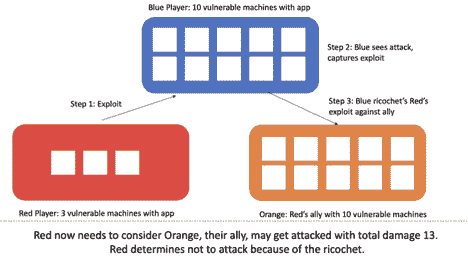 Blue Player: 10 vulnerable machines with app
Step 2: Blue sees attack,
captures exploit
Step 1: Exploit
Step 3: Blue ricochet's Red's
exploit against ally
Red Player: 3 vulnerable machines with app
Orange: Red's ally with 10 vulnerable machines
Red now needs to consider Orange, their ally, may get attacked with total damage 13.
Red determines not to attack because of the ricochet.